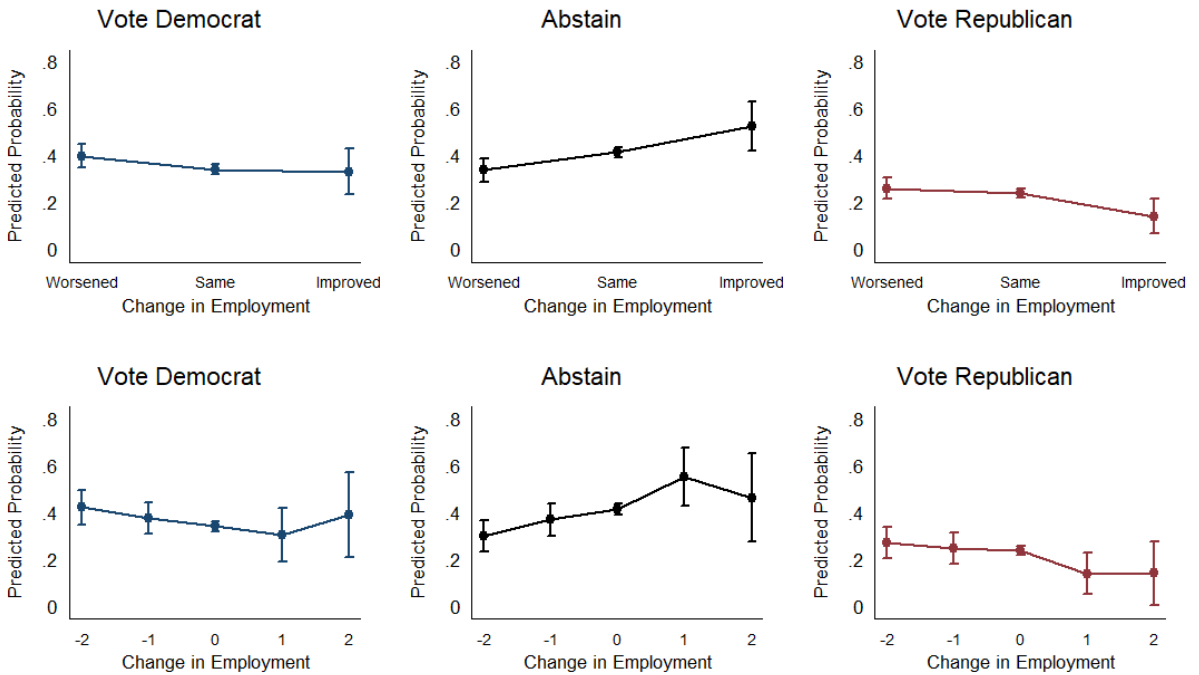 Vote Democrat
Abstain
Vote Republican
Predicted Probability
.8
.6
.4
.2
0
Worsened Same Improved
Change in Employment
Predicted Probability
.8
.6
.4
.2
0
Worsened Same Improved
Change in Employment
Predicted Probability
.8
.6
.4
.2
0
Worsened Same Improved
Change in Employment
Vote Democrat
Abstain
Vote Republican
Predicted Probability
.8
.6
.4
.2
0
-2 -1 0 1 2
Change in Employment
Predicted Probability
.8
.6
.4
.2
0
-2 -1 0 1 2
Change in Employment
Predicted Probability
.8
.6
.4
.2
0
-2 -1 0 1 2
Change in Employment